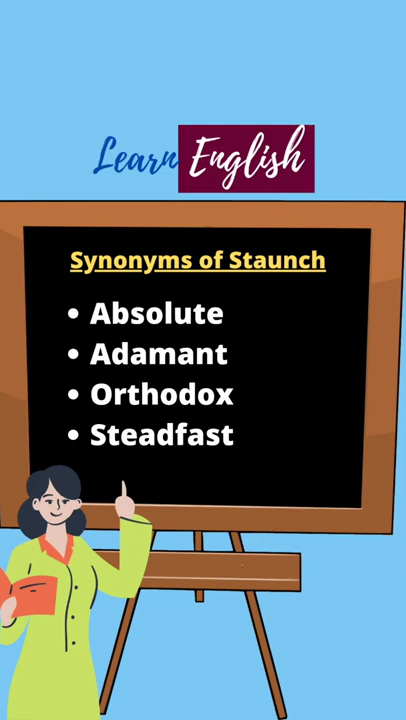 Learn English
Synonyms of Staunch
• Absolute
• Adamant
• Orthodox
• Steadfast